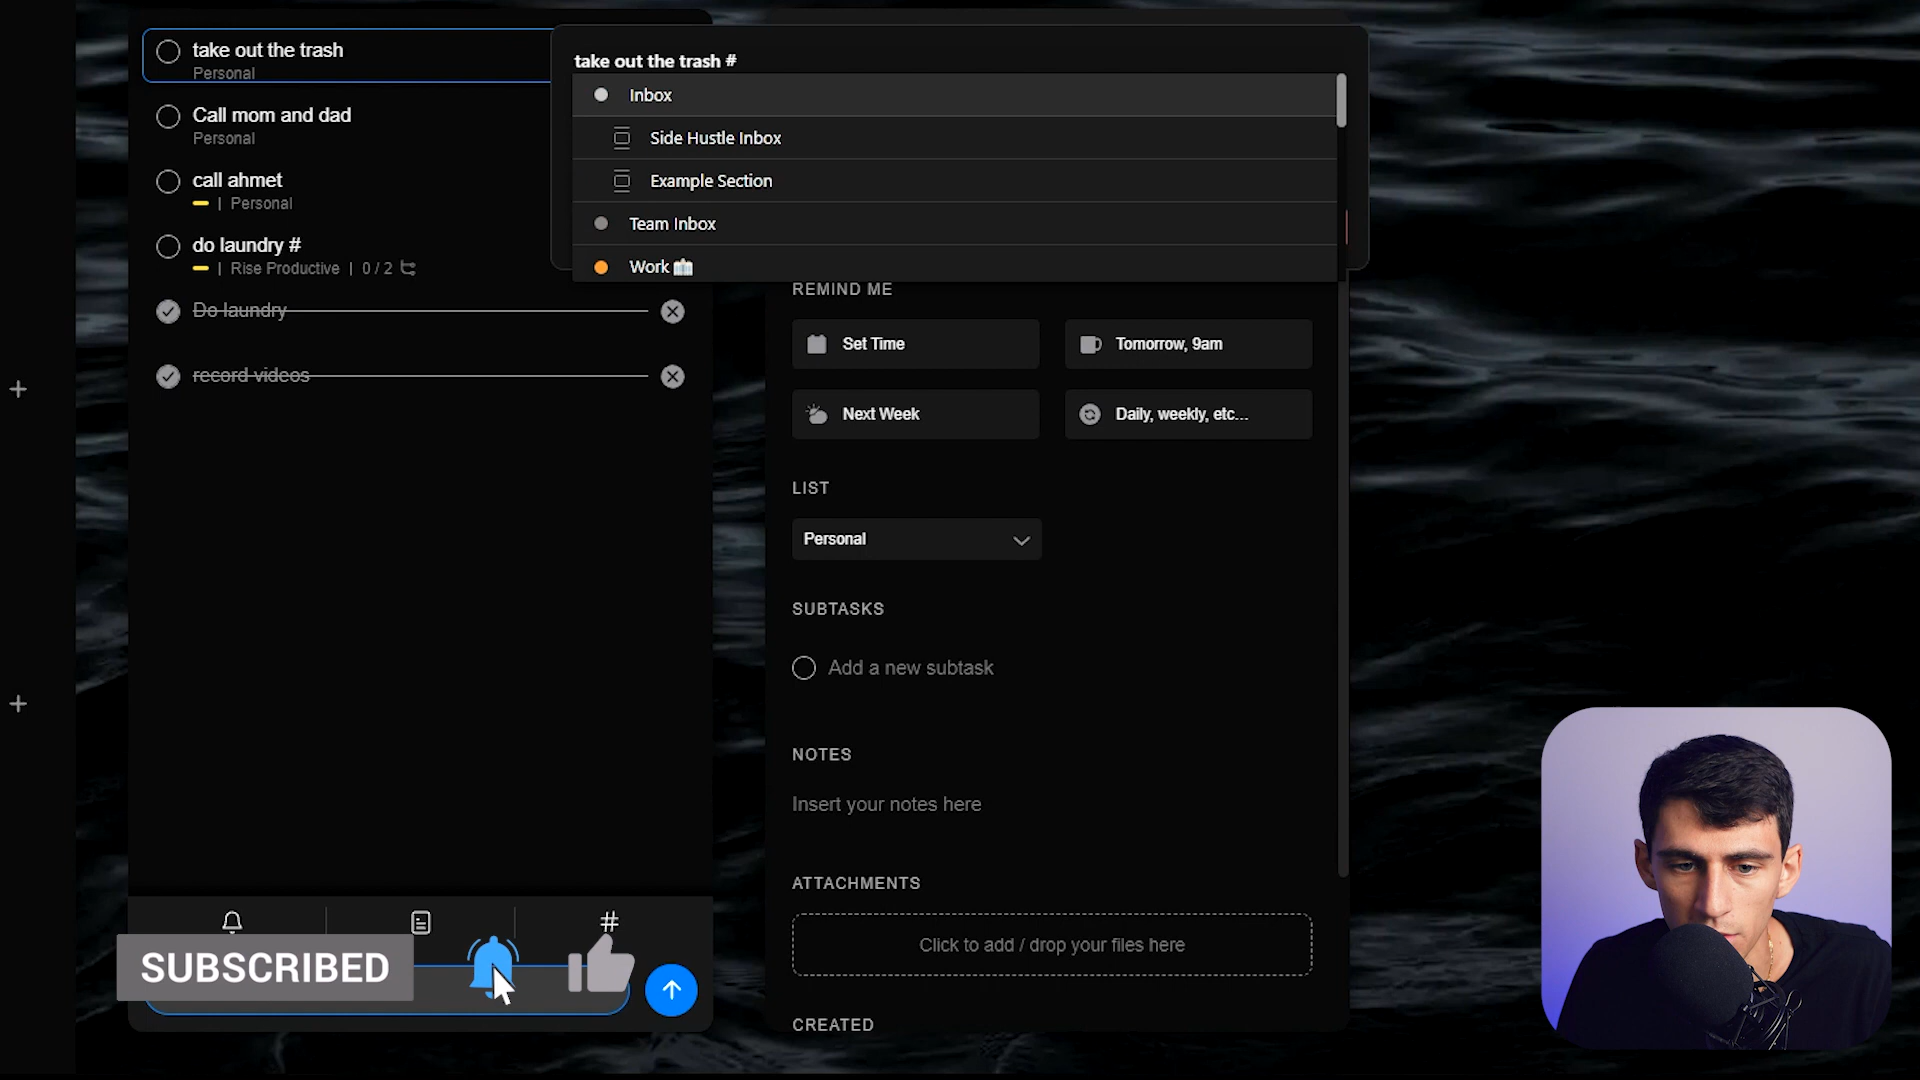 take out the trash
Personal
Call mom and dad
Personal
call ahmet
| Personal
do laundry #
| Rise Productive | 0 / 2
Do laundry
record videos
#
SUBSCRIBED
take out the trash #
Inbox
Side Hustle Inbox
Example Section
Team Inbox
Work
REMIND ME
Set Time
Tomorrow, 9am
Next Week
Daily, weekly, etc...
LIST
Personal
SUBTASKS
Add a new subtask
NOTES
Insert your notes here
ATTACHMENTS
Click to add / drop your files here
CREATED